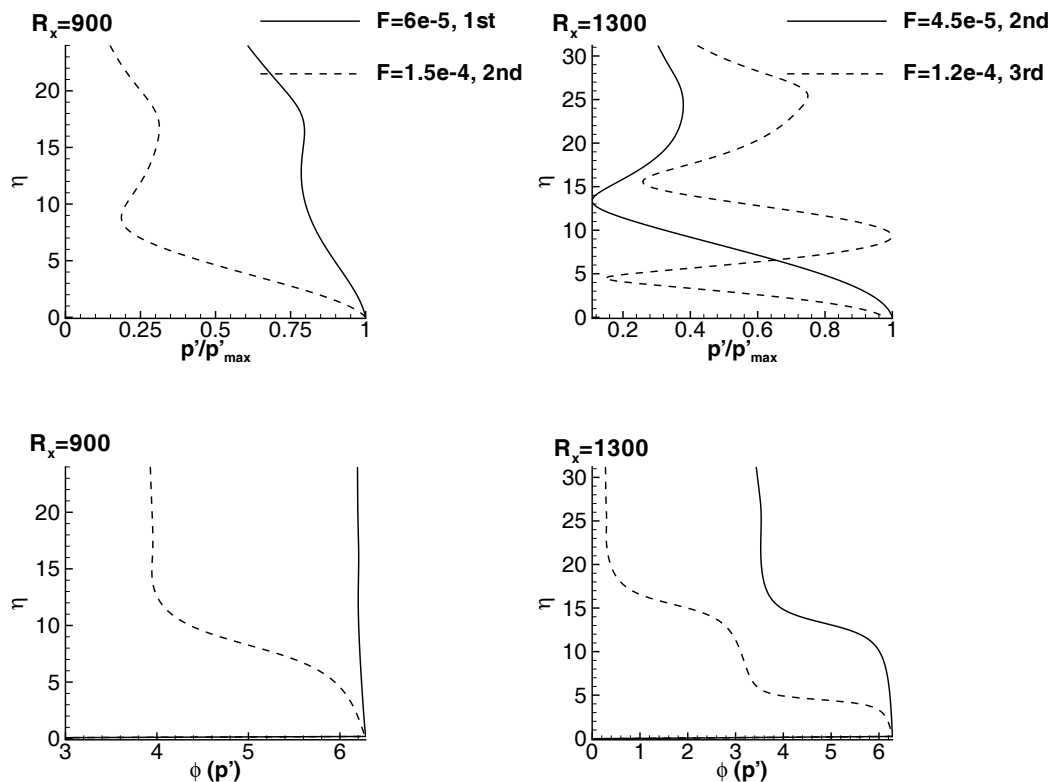 R_x=900
F=6e-5, 1st
F=1.5e-4, 2nd
η
20
15
10
5
0
0 0.25 0.5 0.75 1
p'/p'_max
R_x=1300
F=4.5e-5, 2nd
F=1.2e-4, 3rd
η
30
25
20
15
10
5
0
0.2 0.4 0.6 0.8 1
p'/p'_max
R_x=900
η
20
15
10
5
0
3 4 5 6
ϕ (p')
R_x=1300
η
30
25
20
15
10
5
0
0 1 2 3 4 5 6
ϕ (p')